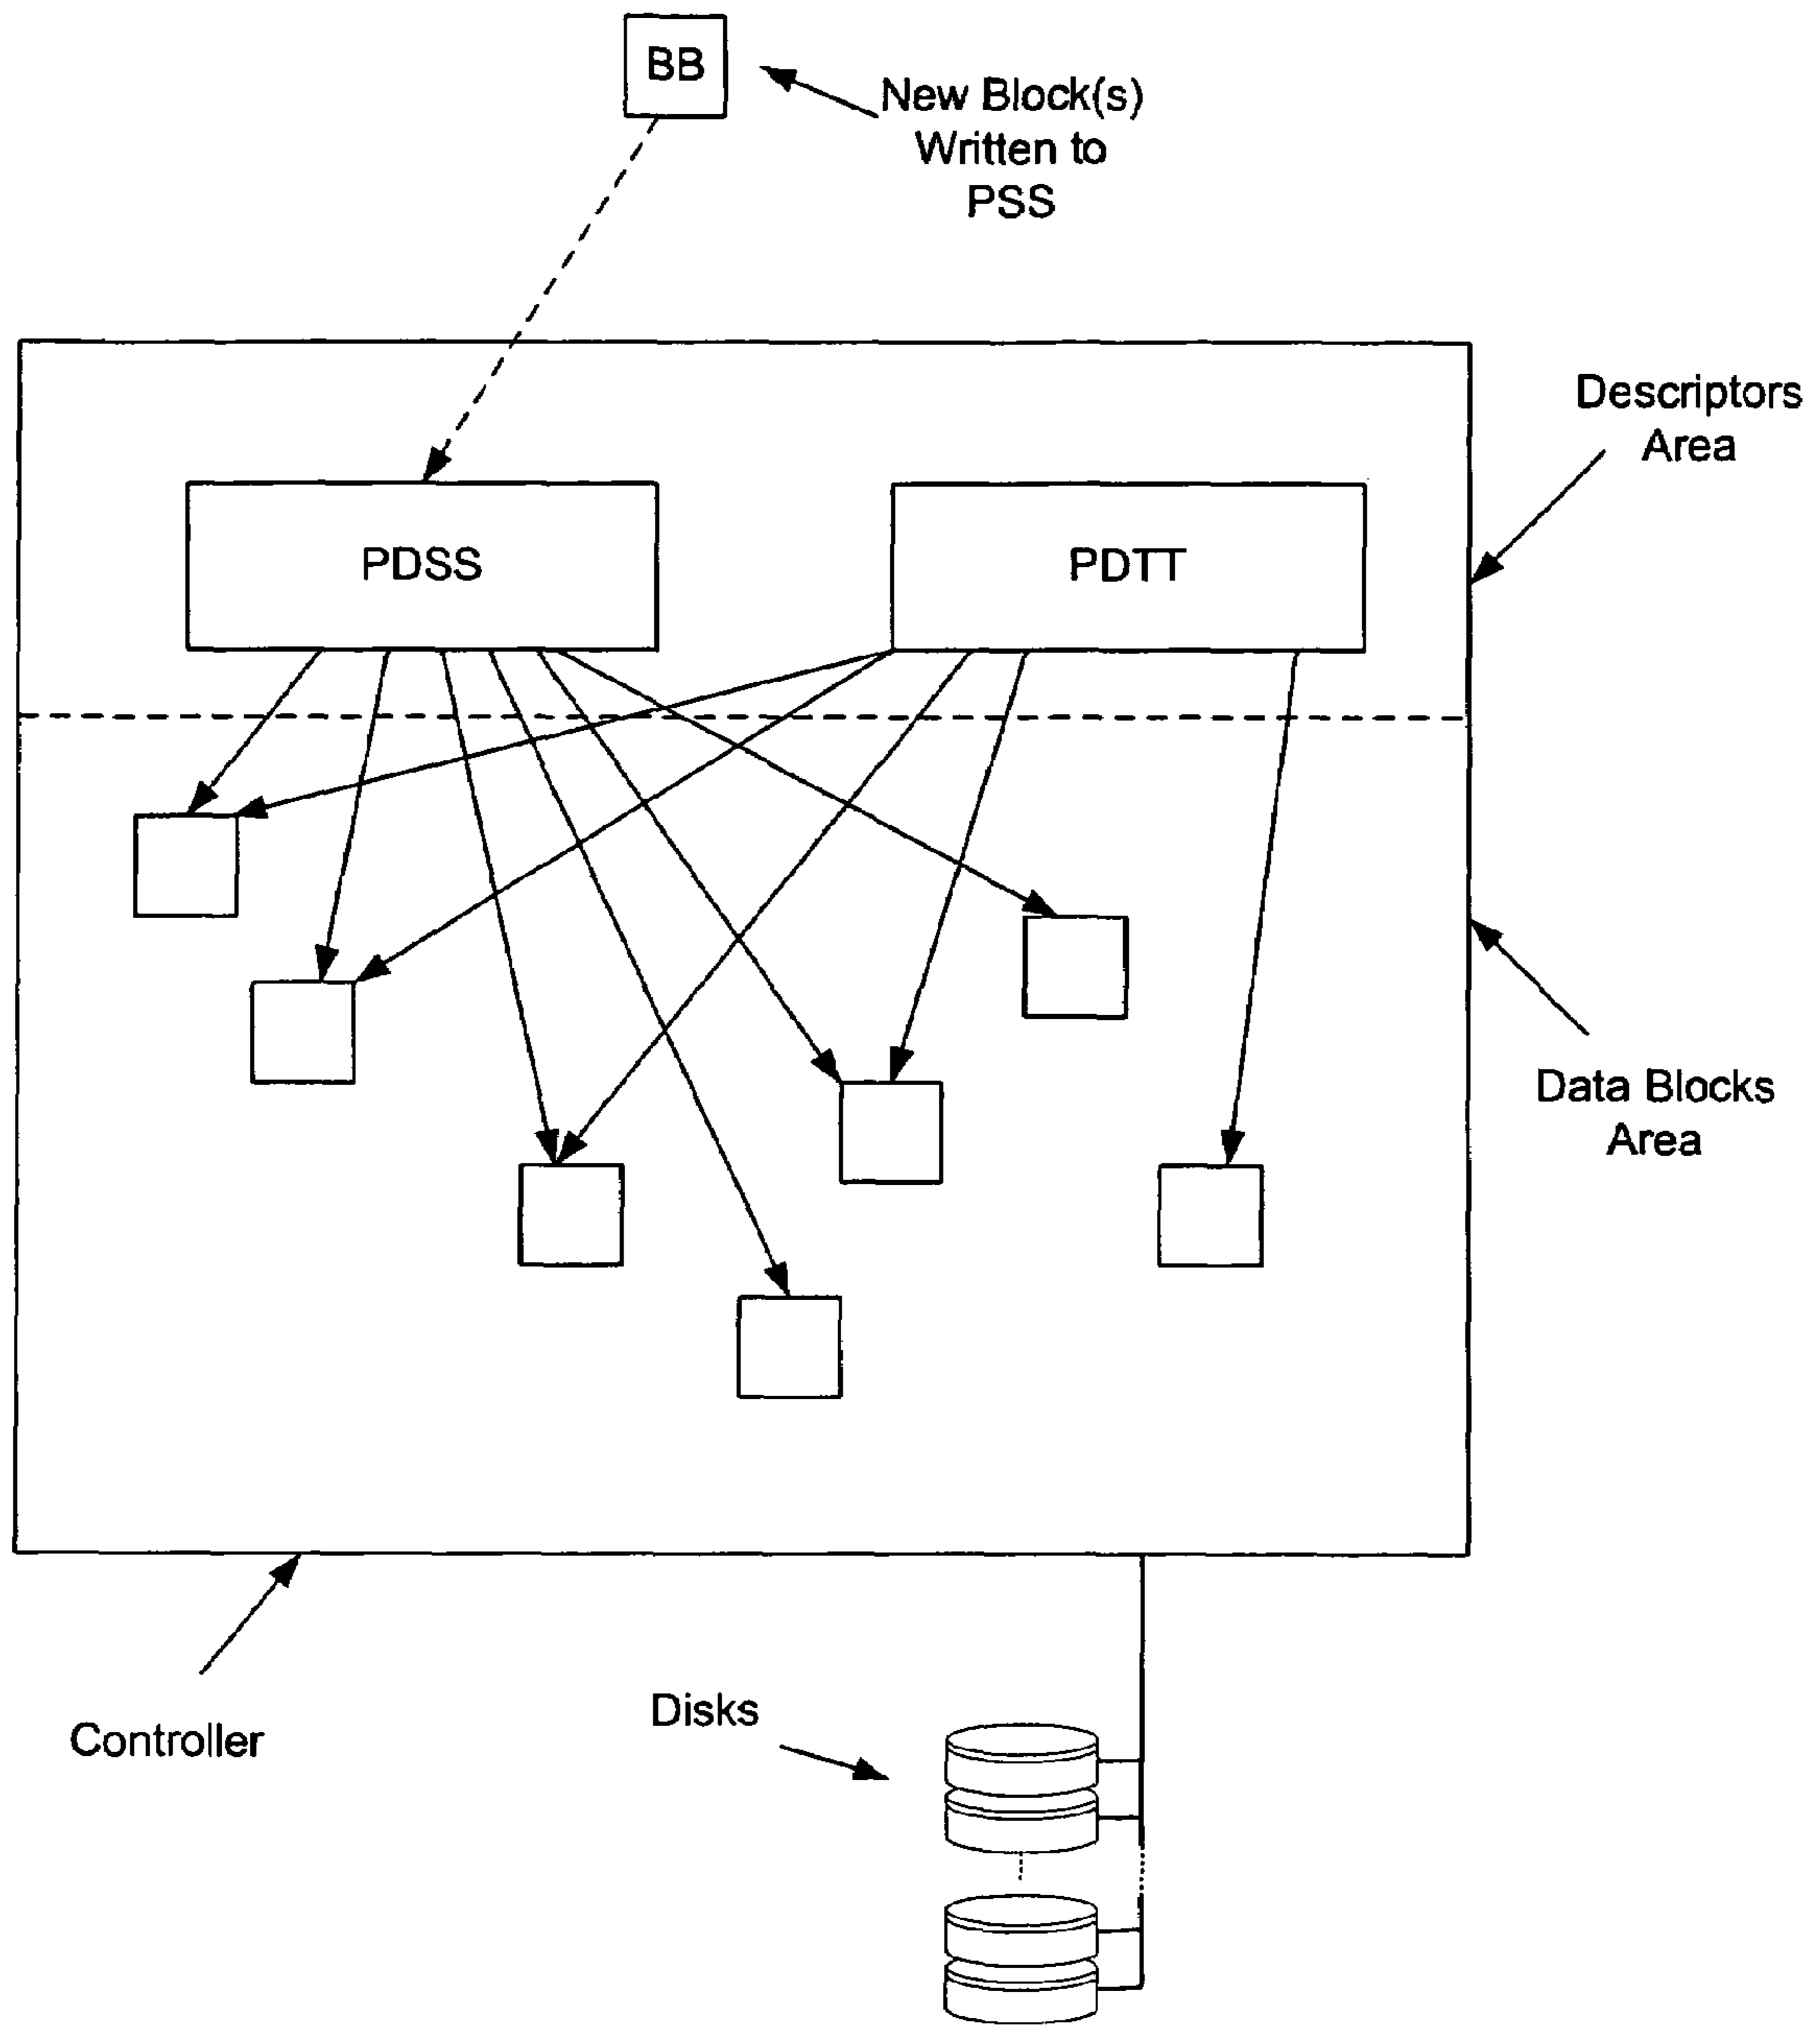 BB
New Block(s)
Written to
PSS
Descriptors
Area
PDSS
PDTT
Data Blocks
Area
Disks
Controller